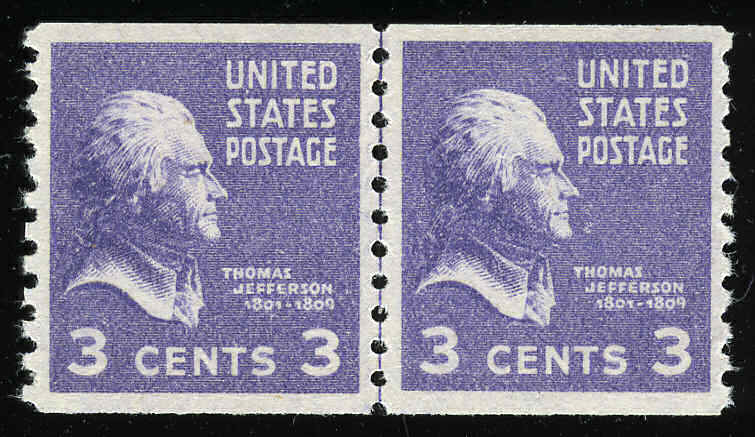 UNITED
STATES
POSTAGE
THOMAS
JEFFERSON
1801-1809
3 CENTS 3
UNITED
STATES
POSTAGE
THOMAS
JEFFERSON
1801-1809
3 CENTS 3